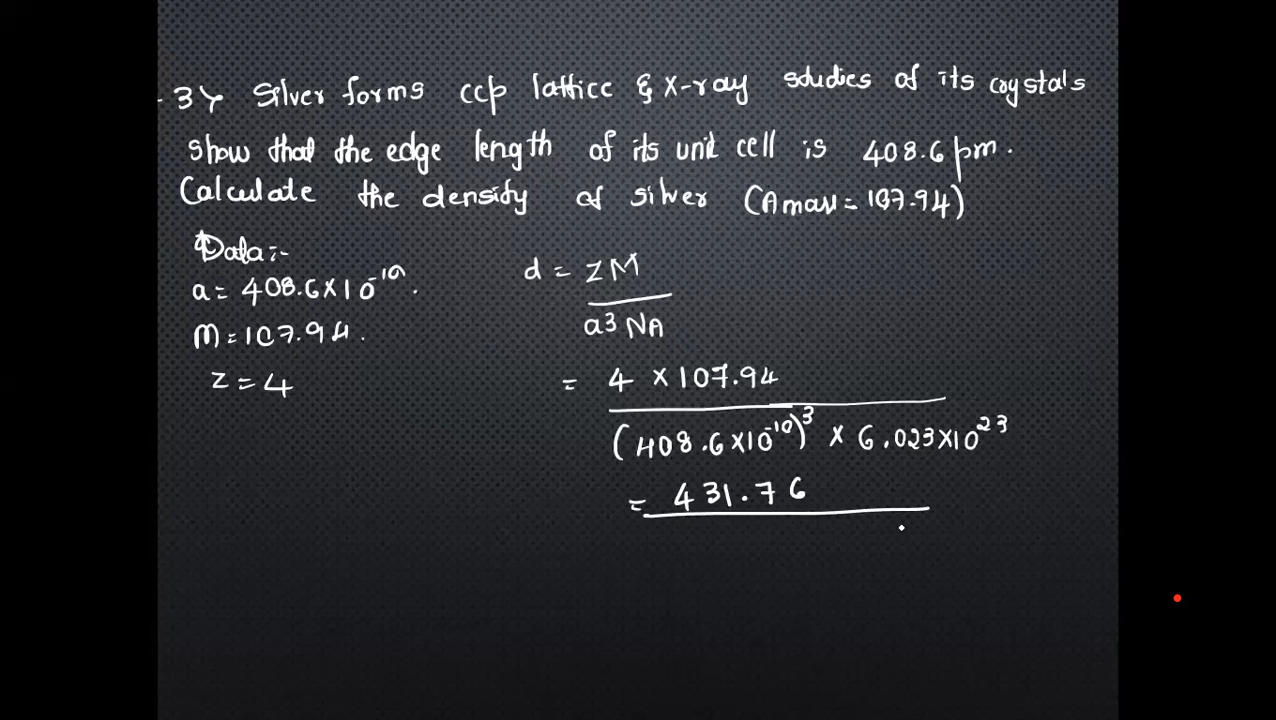 3) Silver forms ccp lattice & X-ray studies of its crystals
show that the edge length of its unit cell is 408.6 pm.
Calculate the density of silver (Amass = 107.94)
Data:-
a = 408.6×10⁻¹⁰.
M = 107.94.
Z = 4
d = ZM
a³ NA
= 4 × 107.94
(408.6×10⁻¹⁰)³ × 6.023×10²³
= 431.76